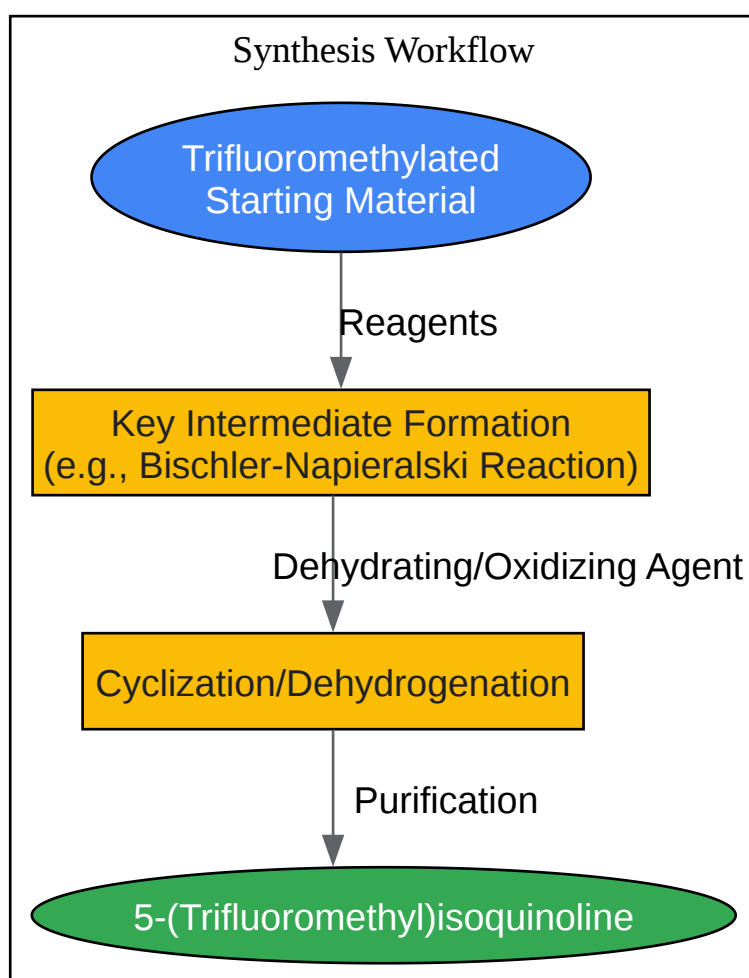 Synthesis Workflow
Trifluoromethylated
Starting Material
Reagents
Key Intermediate Formation
(e.g., Bischler-Napieralski Reaction)
Dehydrating/Oxidizing Agent
Cyclization/Dehydrogenation
Purification
5-(Trifluoromethyl)isoquinoline